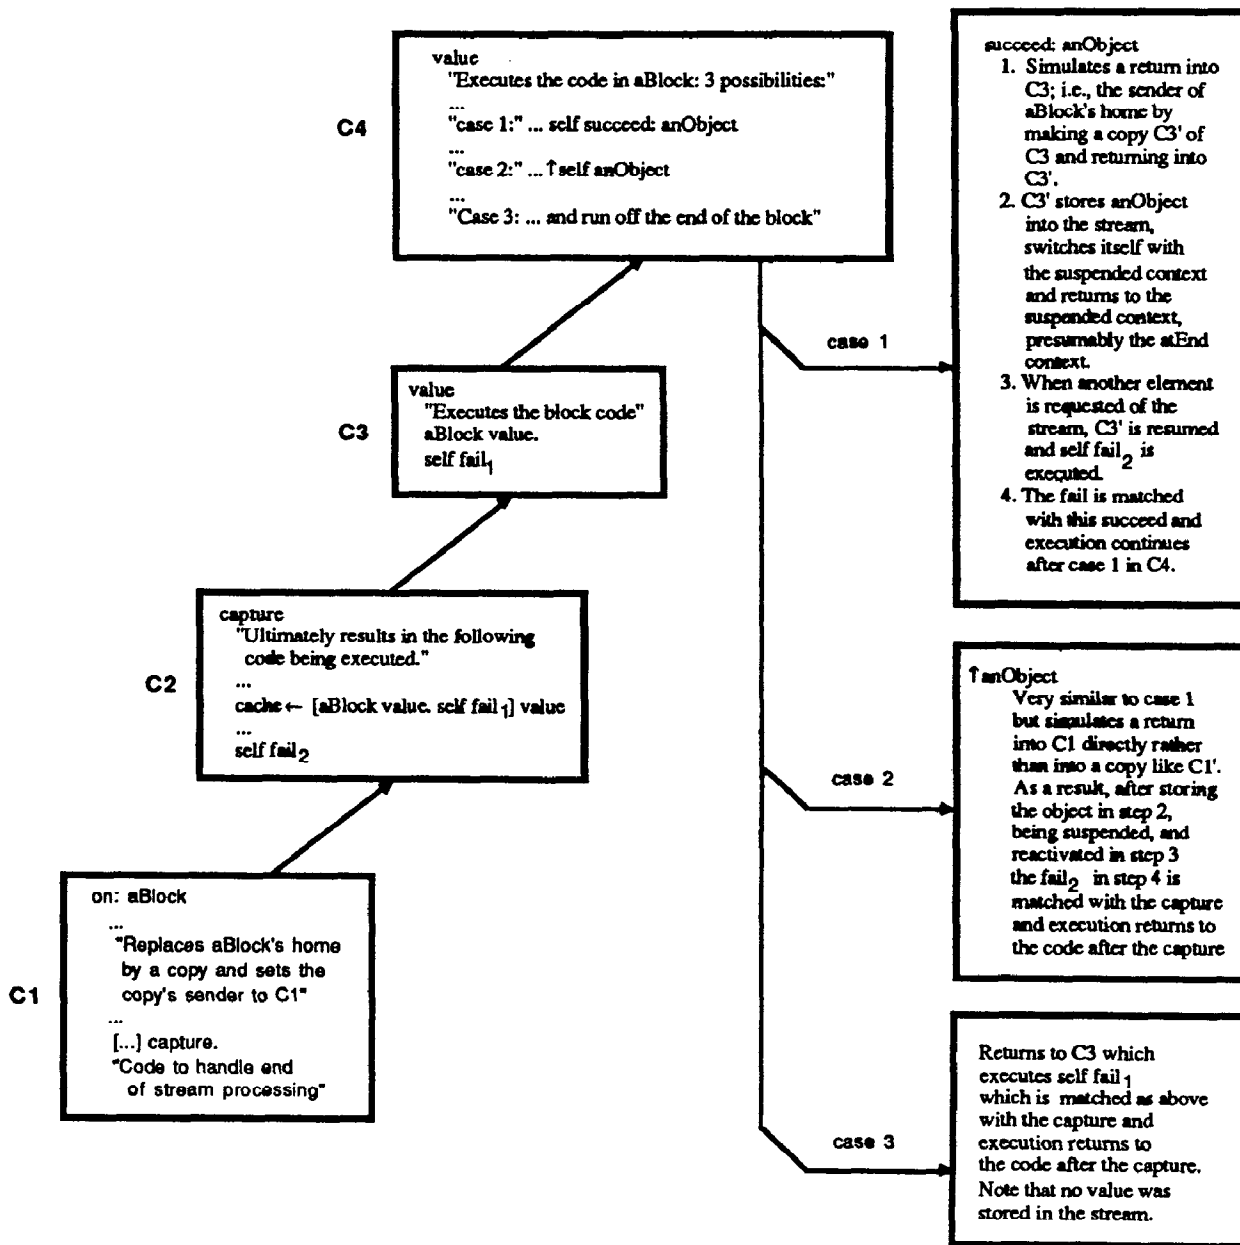 C4
value
"Executes the code in aBlock: 3 possibilities:"
...
"case 1:" ... self succeed: anObject
...
"case 2:" ... ↑self anObject
...
"Case 3: ... and run off the end of the block"
C3
value
"Executes the block code"
aBlock value.
self fail1
C2
capture
"Ultimately results in the following
code being executed."
...
cache ← [aBlock value. self fail1] value
...
self fail2
C1
on: aBlock
...
"Replaces aBlock's home
by a copy and sets the
copy's sender to C1"
...
[...] capture.
"Code to handle end
of stream processing"
case 1
succeed: anObject
1. Simulates a return into
C3; i.e., the sender of
aBlock's home by
making a copy C3' of
C3 and returning into
C3'.
2. C3' stores anObject
into the stream,
switches itself with
the suspended context
and returns to the
suspended context,
presumably the atEnd
context.
3. When another element
is requested of the
stream, C3' is resumed
and self fail2 is
executed.
4. The fail is matched
with this succeed and
execution continues
after case 1 in C4.
case 2
↑anObject
Very similar to case 1
but simulates a return
into C1 directly rather
than into a copy like C1'.
As a result, after storing
the object in step 2,
being suspended, and
reactivated in step 3
the fail2 in step 4 is
matched with the capture
and execution returns to
the code after the capture
case 3
Returns to C3 which
executes self fail1
which is matched as above
with the capture and
execution returns to
the code after the capture.
Note that no value was
stored in the stream.